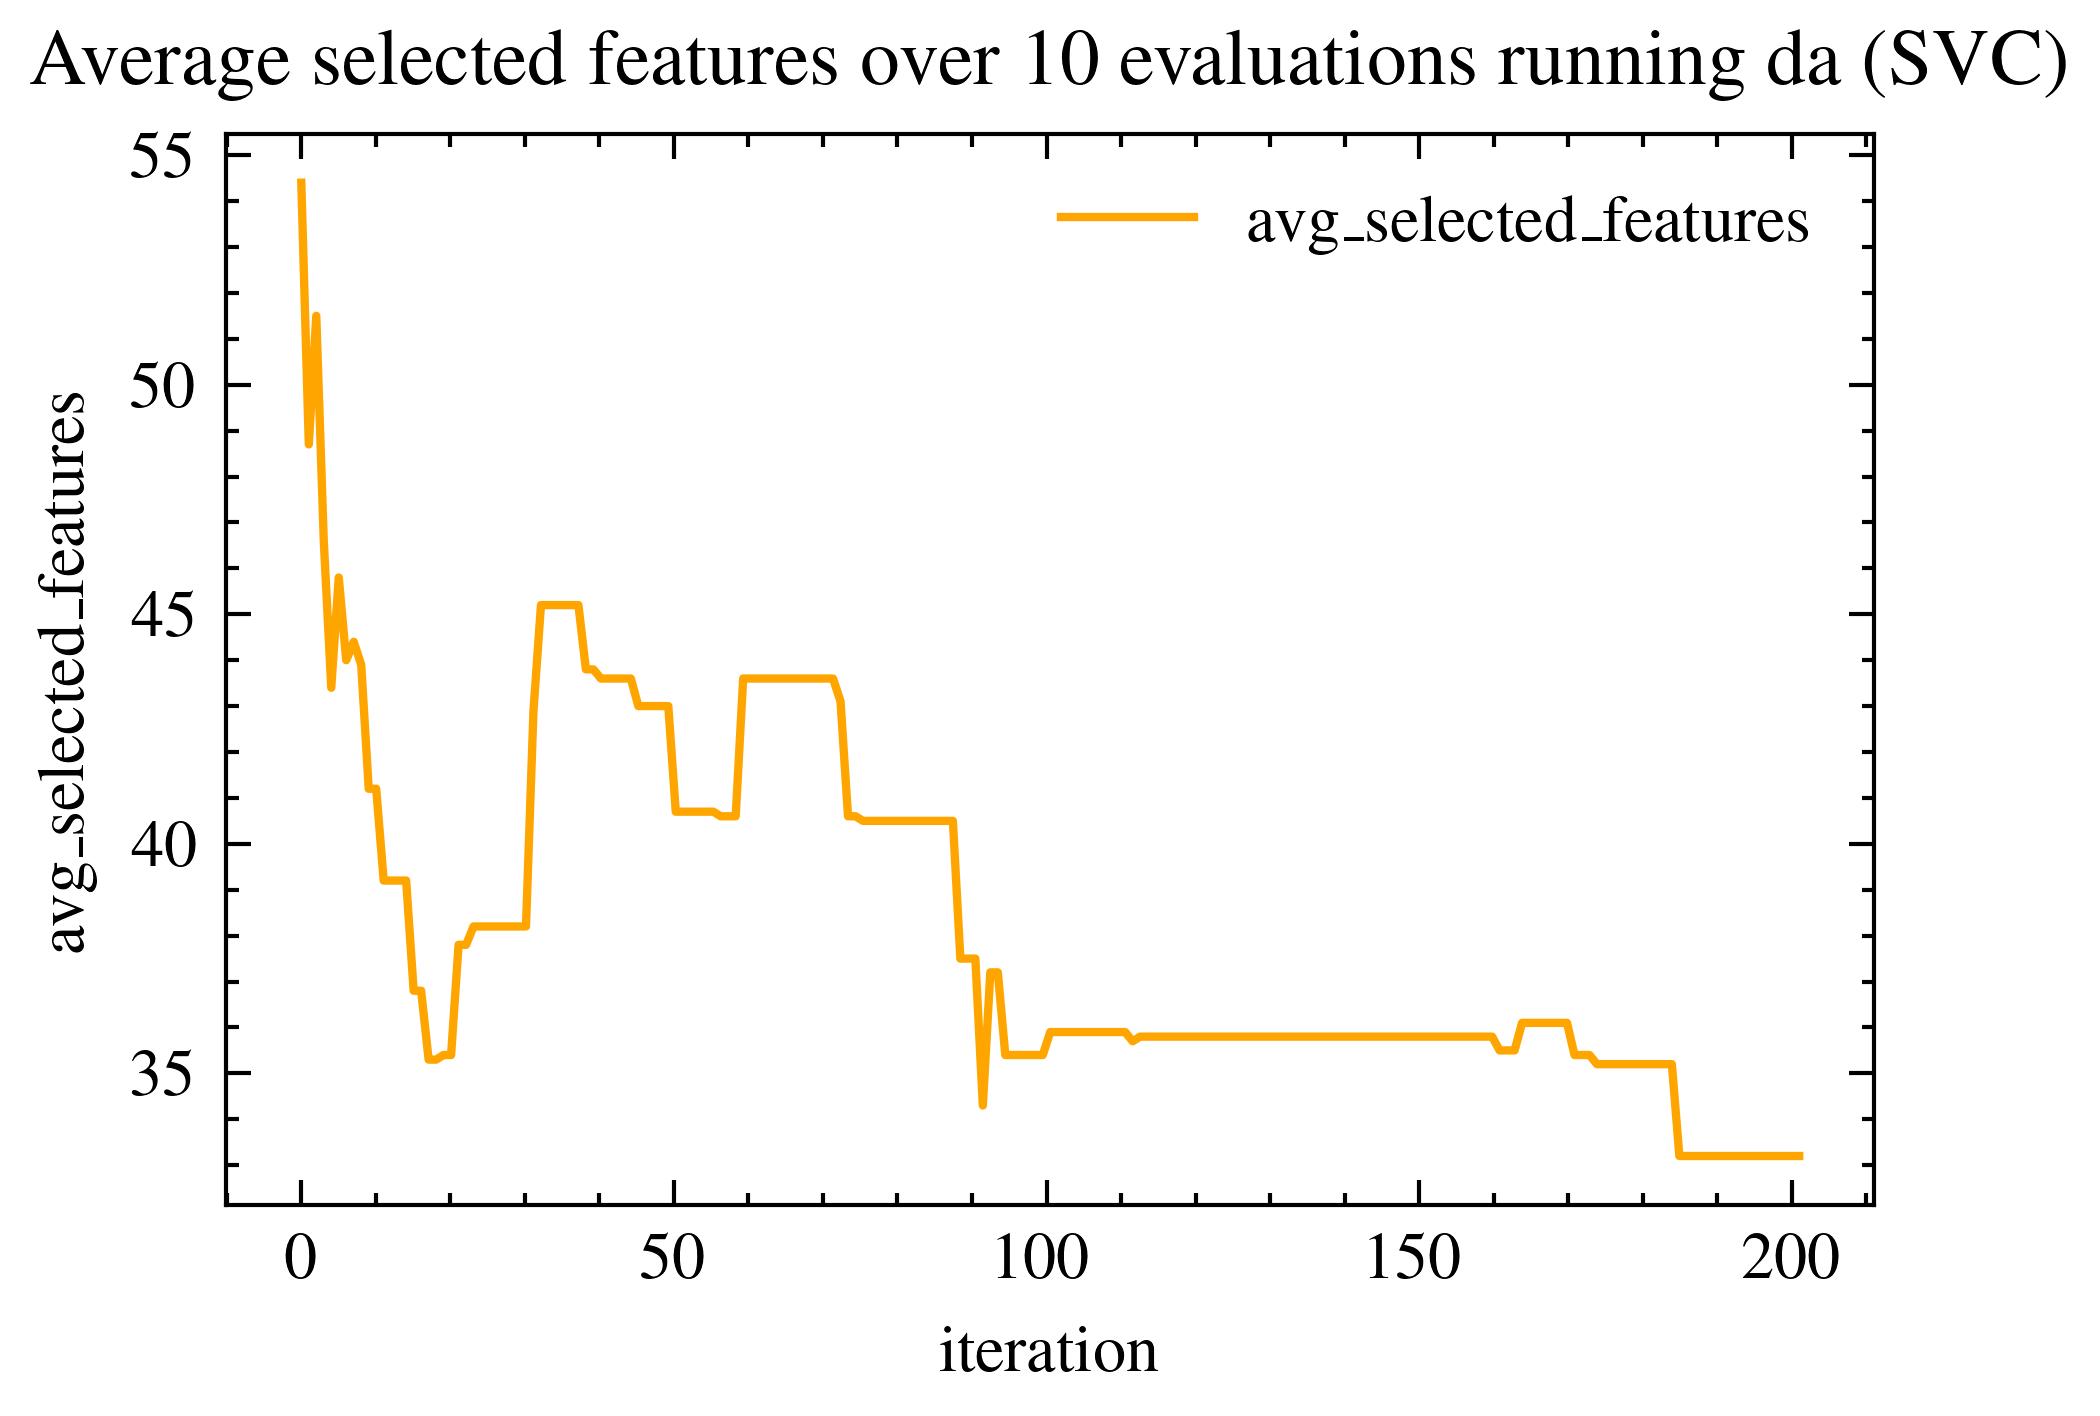 Average selected features over 10 evaluations running da (SVC)
avg_selected_features
55
50
45
40
35
avg_selected_features
0 50 100 150 200
iteration